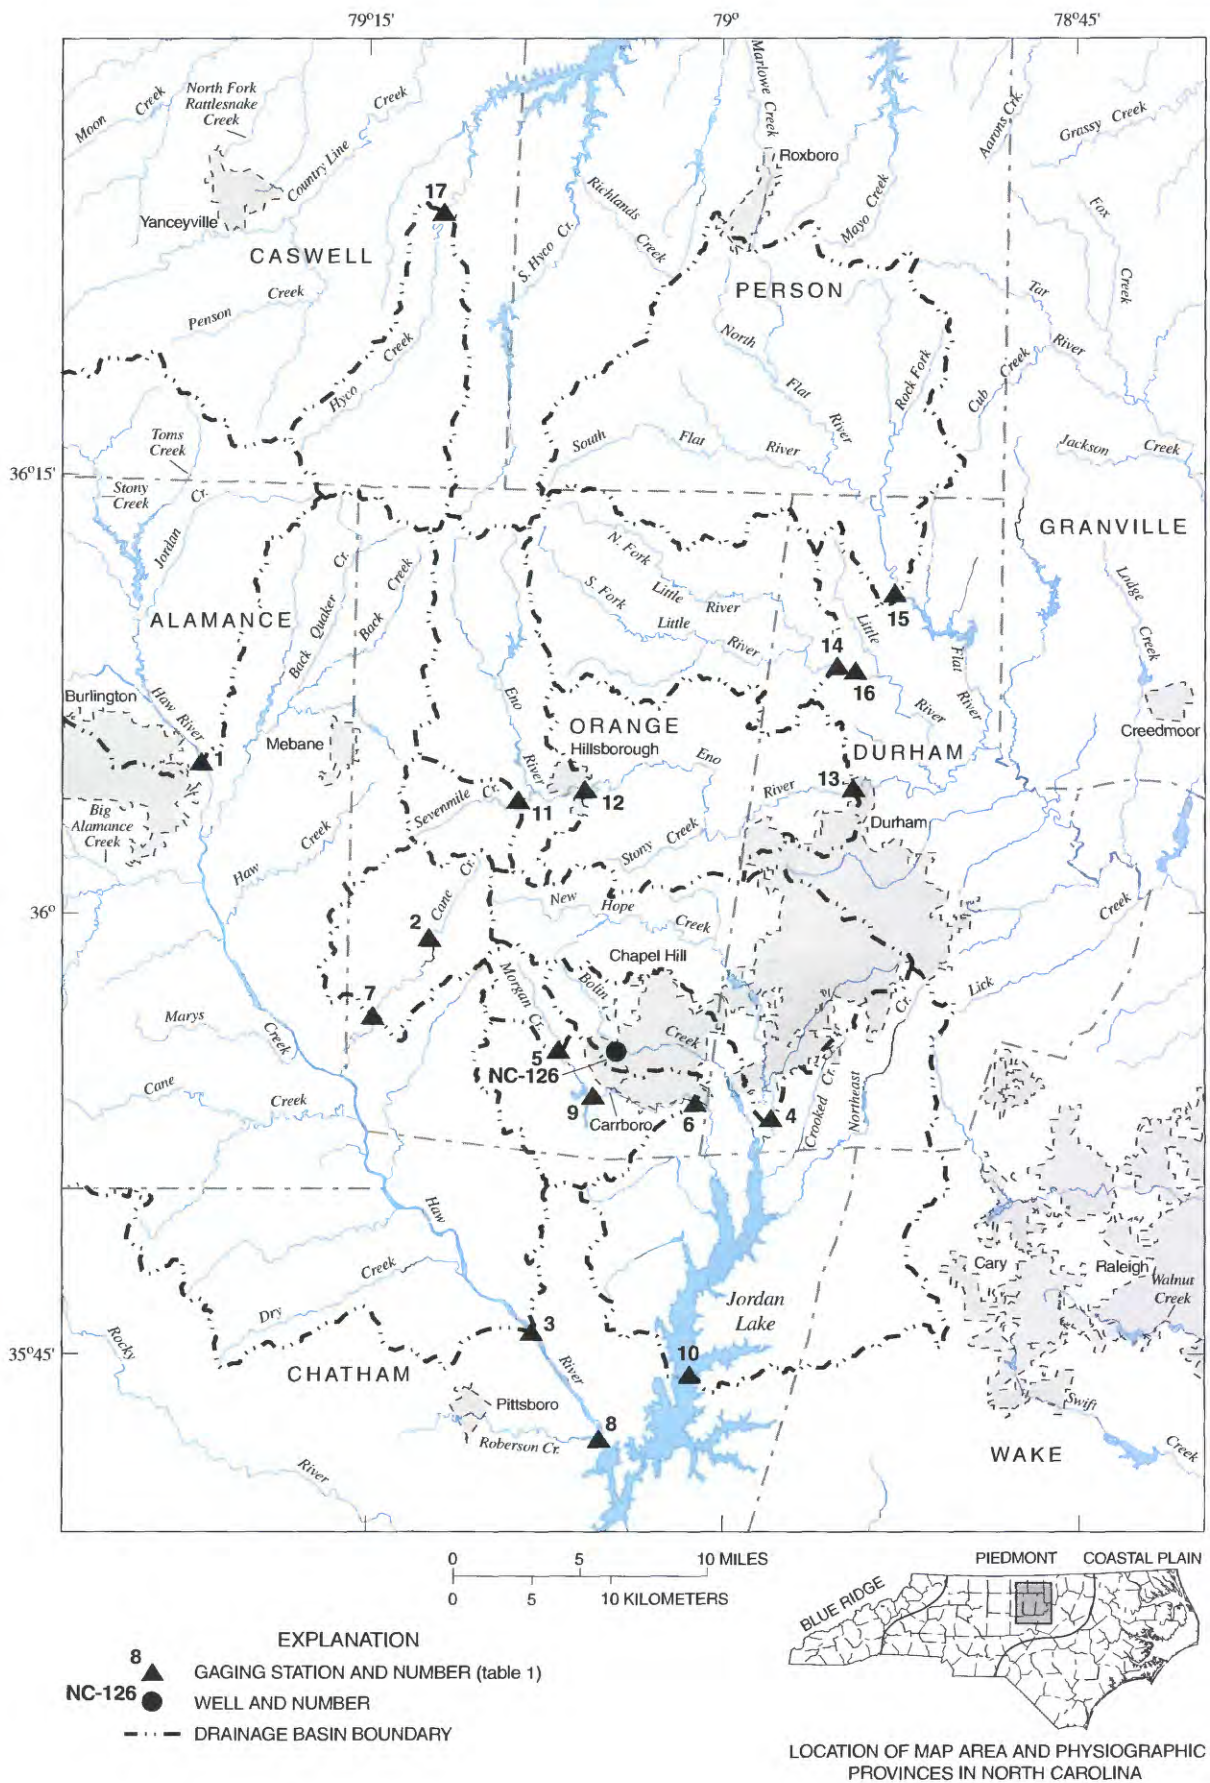 79°15'
79°
78°45'
Moon Creek
North Fork
Rattlesnake
Creek
Country Line Creek
Marlowe Creek
Aarons Crk.
Grassy Creek
Roxboro
Yanceyville
17
Richlands Creek
Mayo Creek
Fox Creek
CASWELL
S. Hyco Cr.
PERSON
Penson Creek
Tar River
North Flat River
Hyco Creek
Rock Fork
Cub Creek
Toms
Creek
South Flat River
Jackson Creek
36°15'
Stony
Creek
Jordan Cr.
GRANVILLE
N. Fork Little River
S. Fork Little River
Back Creek
Quaker Cr.
Back
Lodge Creek
ALAMANCE
15
14
Little River
16
Flat River
Burlington
Haw River
Eno River
ORANGE
Hillsborough
Mebane
Creedmoor
DURHAM
1
Eno River
13
Sevenmile Cr.
11
12
Big
Alamance
Creek
Durham
Haw Creek
Stony Creek
Cane Cr.
New Hope Creek
Creek
36°
2
Chapel Hill
Morgan Cr.
Bolin Creek
Lick
7
Marys Creek
5
NC-126
Crooked Cr.
Northeast Cr.
Cane Creek
9
Carrboro
6
4
Haw River
Cary
Raleigh
Walnut
Creek
Dry Creek
Jordan
Lake
Rocky River
3
35°45'
10
CHATHAM
Pittsboro
Swift Creek
8
Roberson Cr.
WAKE
0 5 10 MILES
0 5 10 KILOMETERS
PIEDMONT COASTAL PLAIN
BLUE RIDGE
EXPLANATION
8
GAGING STATION AND NUMBER (table 1)
NC-126 WELL AND NUMBER
DRAINAGE BASIN BOUNDARY
LOCATION OF MAP AREA AND PHYSIOGRAPHIC
PROVINCES IN NORTH CAROLINA